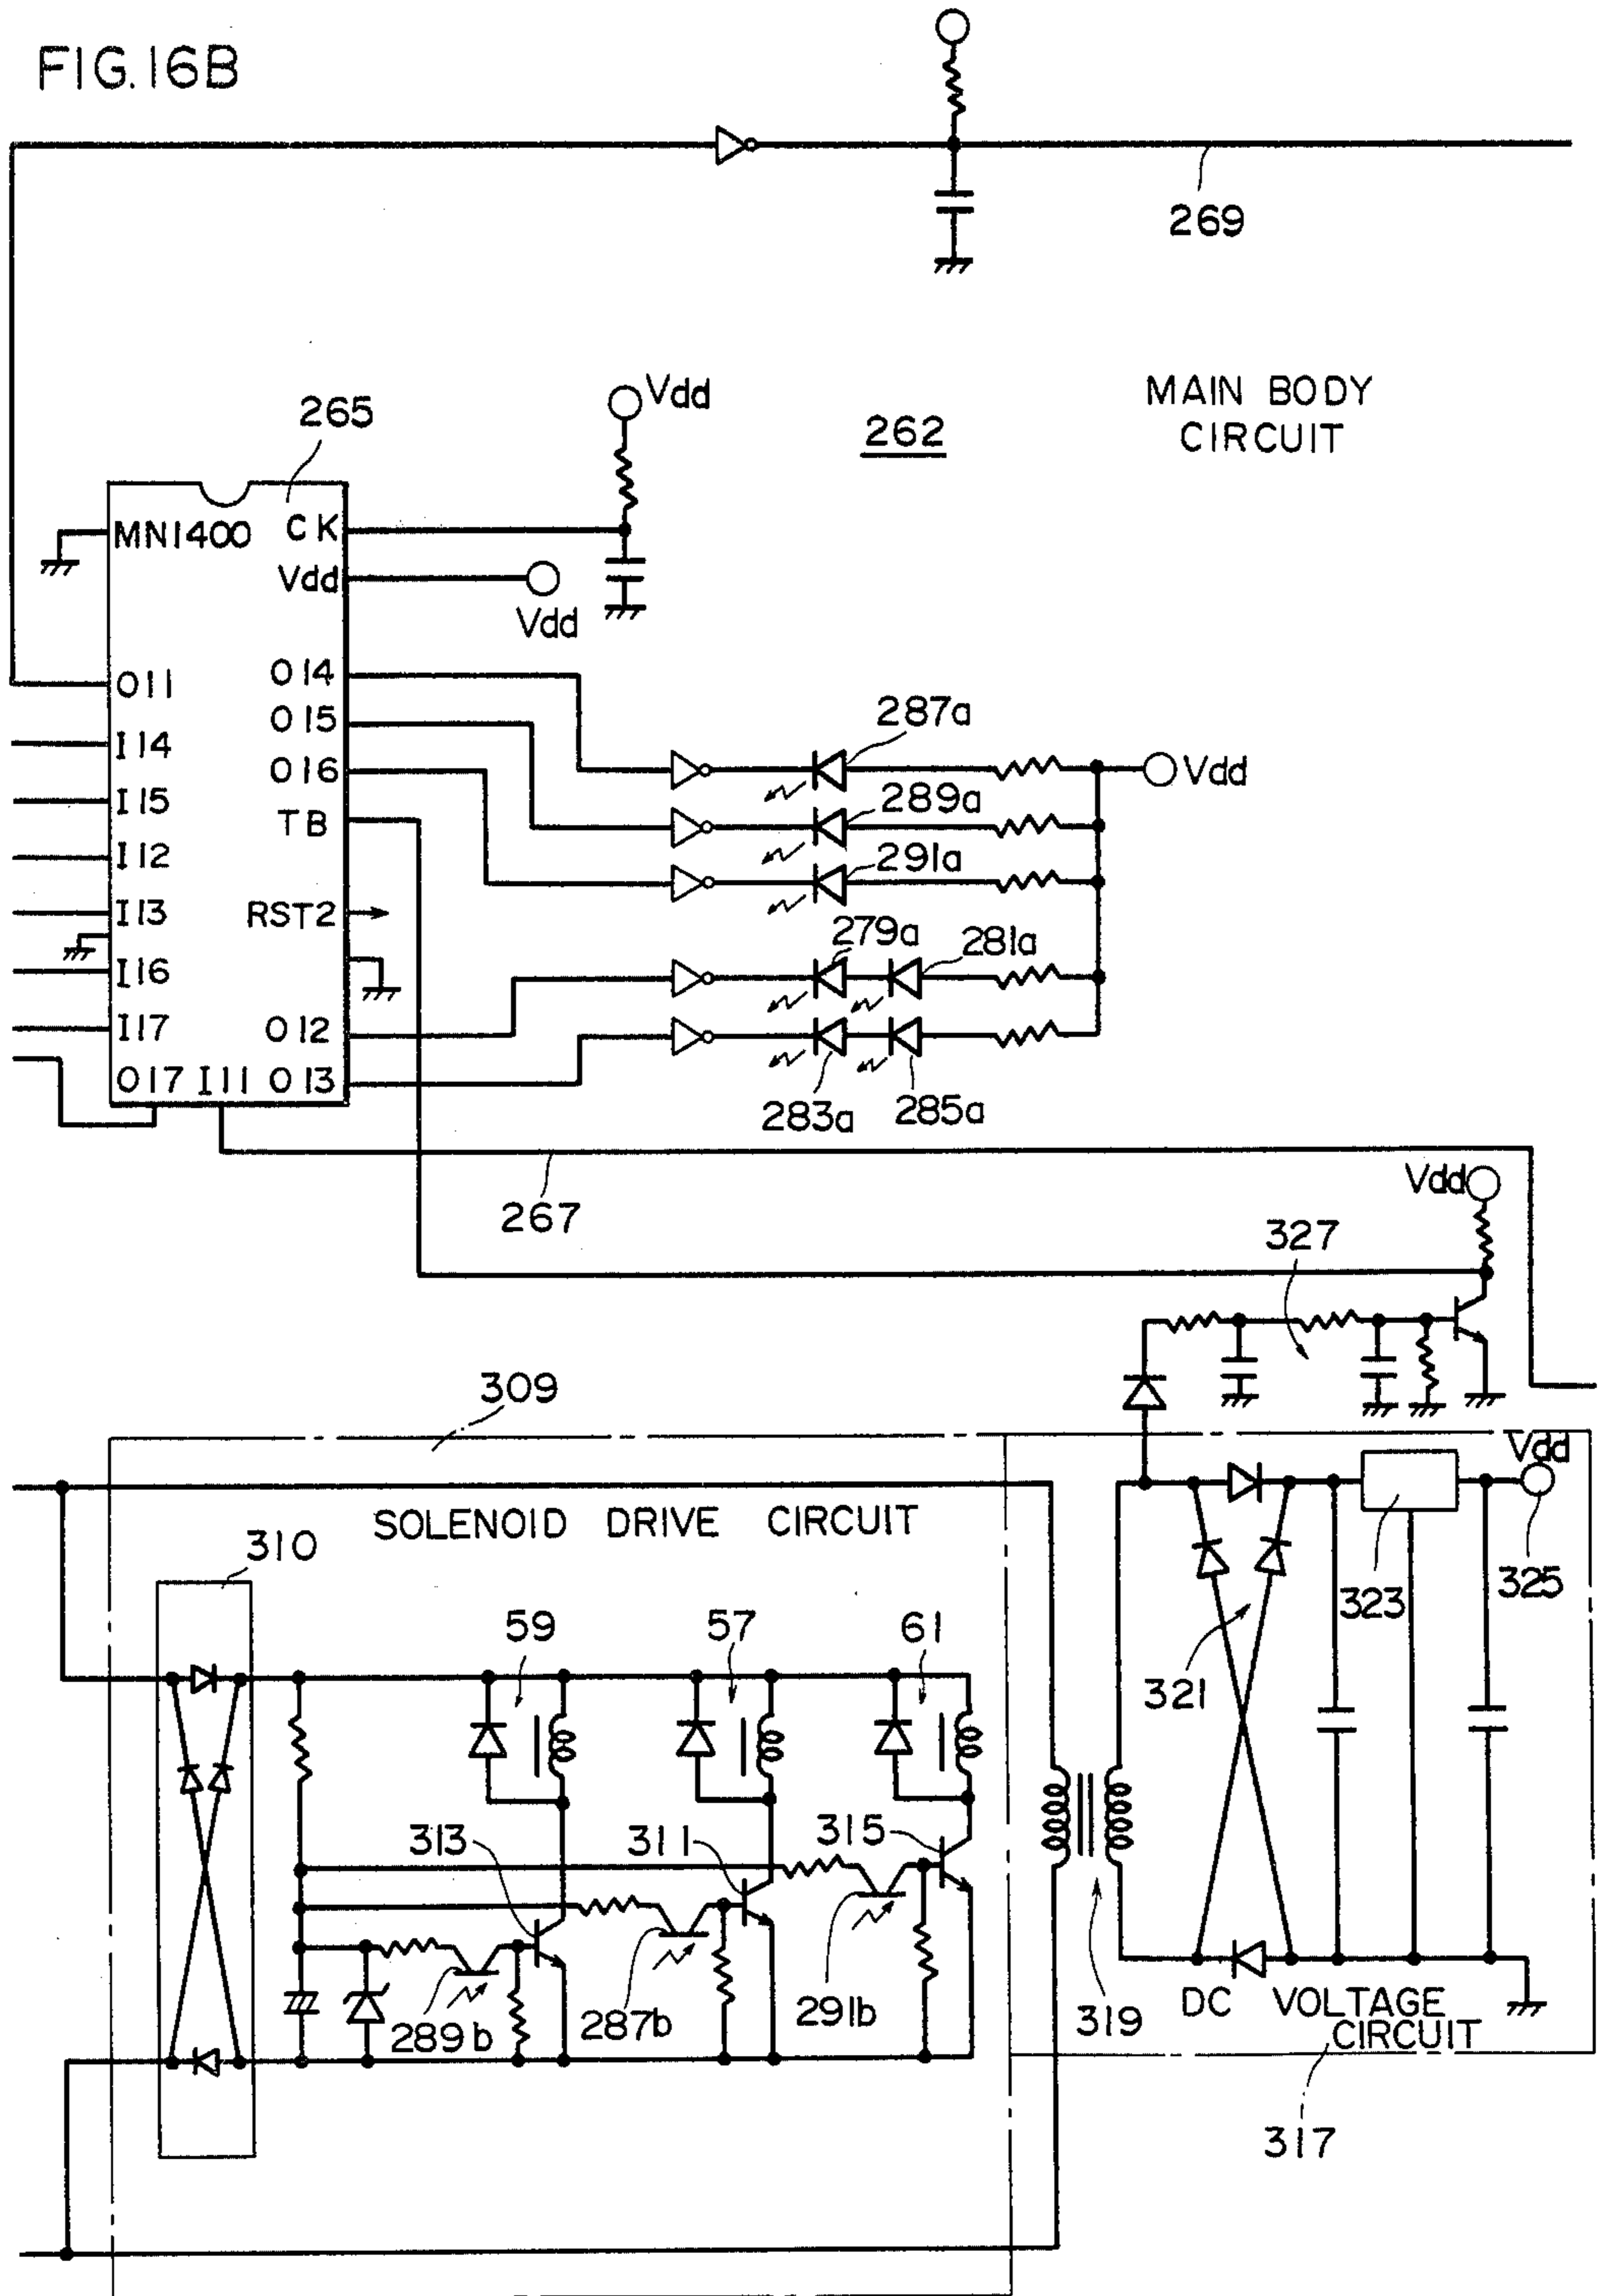 FIG. 16B
269
MAIN BODY
CIRCUIT
262
Vdd
265
MN1400
CK
Vdd
Vdd
O11
O14
I14
O15
I15
O16
I12
TB
I13
RST2
I16
I17
O12
O17 I11 O13
287a
Vdd
289a
291a
279a
281a
283a
285a
267
Vdd
327
309
Vdd
SOLENOID DRIVE CIRCUIT
310
323
325
59
57
61
321
313
311
315
289b
287b
291b
319
DC VOLTAGE
CIRCUIT
317